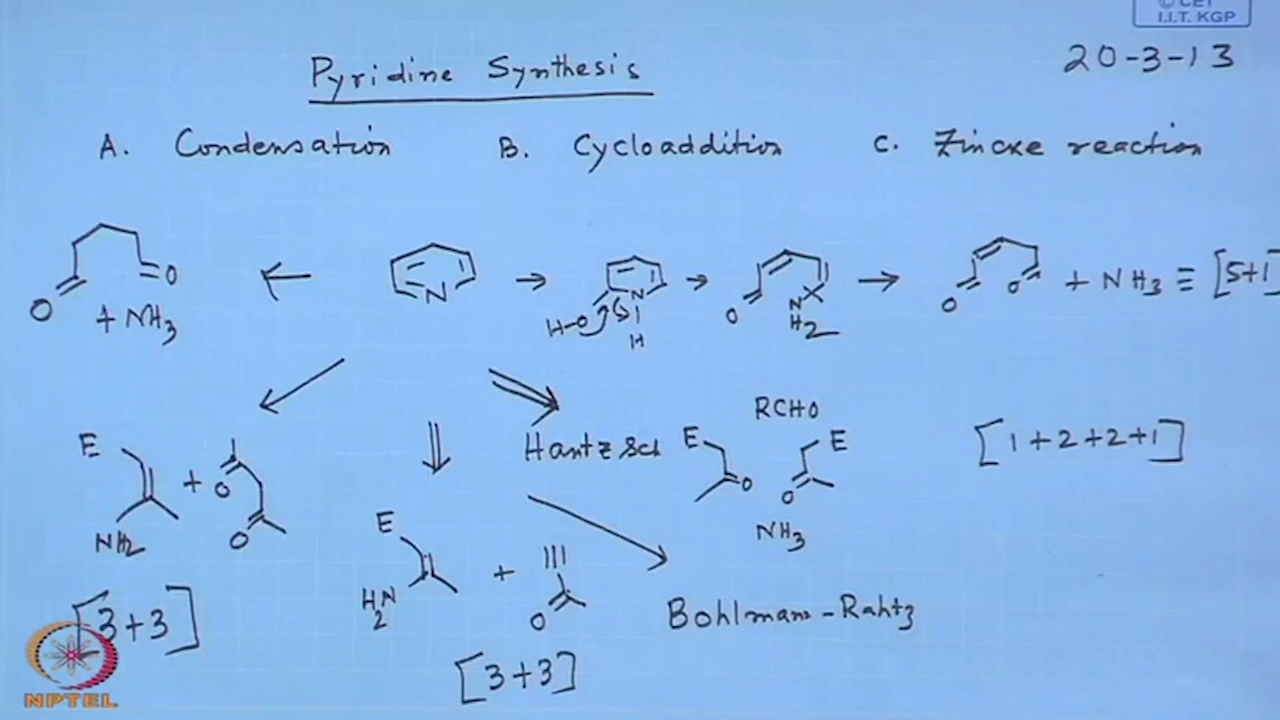 © CET
I.I.T. KGP
20-3-13
Pyridine Synthesis
A. Condensation B. Cycloaddition C. Zincke reaction
O O + NH3
N
H-O N H
O N H2
O O + NH3 ≡ [5+1]
E NH2 + O O
[3+3]
E H2N + O
[3+3]
Hantzsch
RCHO
E O O E
NH3
[1+2+2+1]
Bohlmann-Rahtz
NPTEL